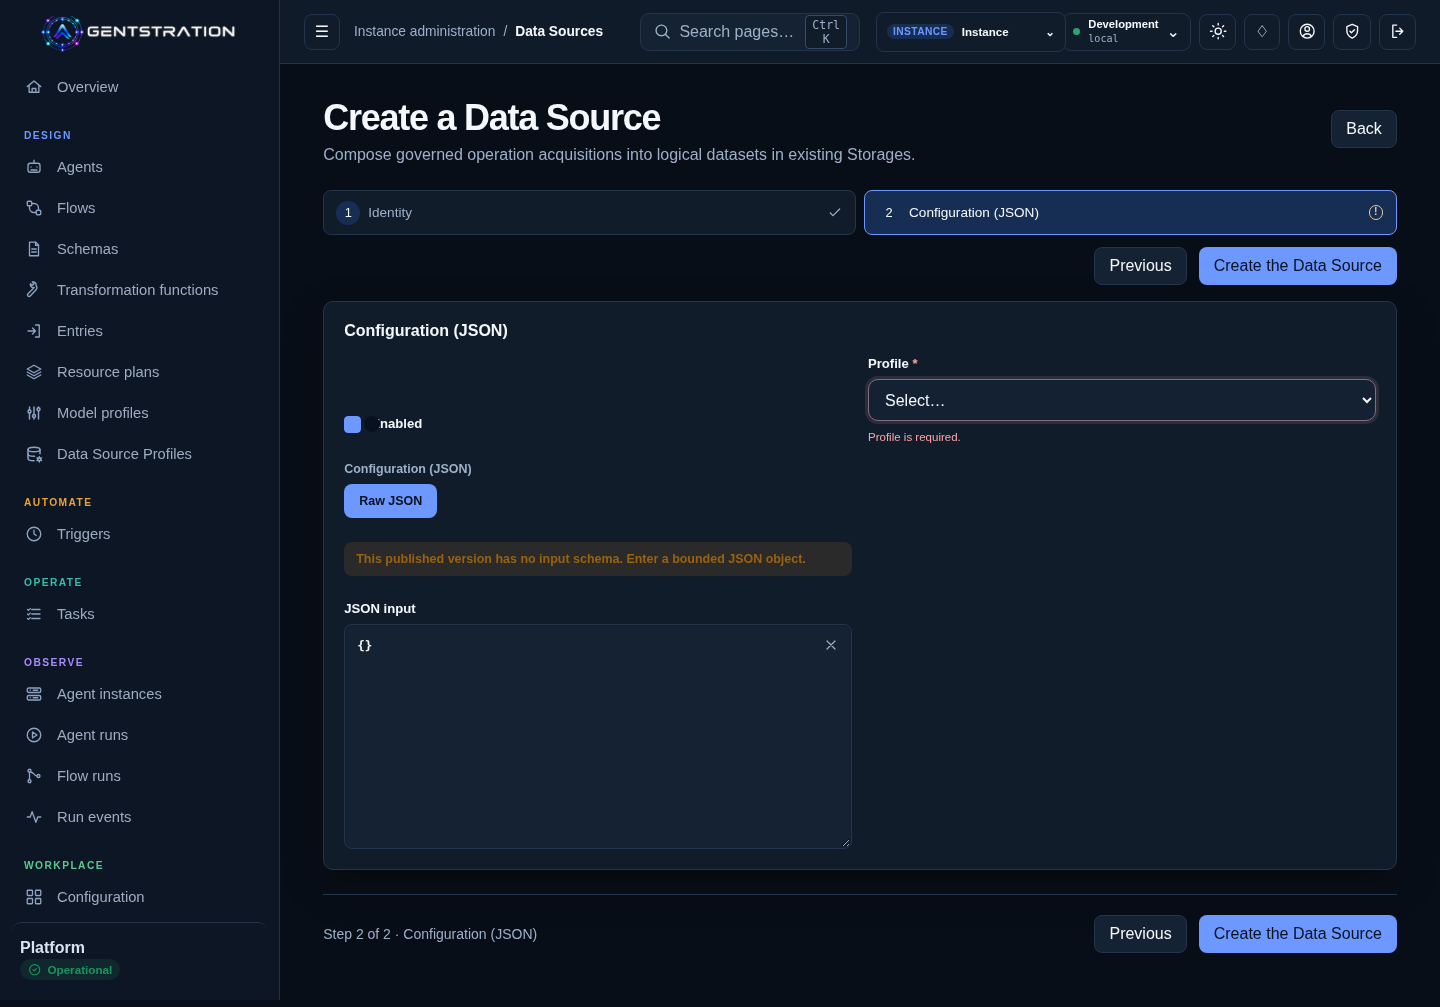 GENTSTRATION
Overview
DESIGN
Agents
Flows
Schemas
Transformation functions
Entries
Resource plans
Model profiles
Data Source Profiles
AUTOMATE
Triggers
OPERATE
Tasks
OBSERVE
Agent instances
Agent runs
Flow runs
Run events
WORKPLACE
Configuration
Platform
Operational
Instance administration / Data Sources
Search pages… Ctrl K
INSTANCE Instance
Development
local
Create a Data Source
Compose governed operation acquisitions into logical datasets in existing Storages.
Back
1 Identity
2 Configuration (JSON)
Previous
Create the Data Source
Configuration (JSON)
Profile *
Select…
Profile is required.
nabled
Configuration (JSON)
Raw JSON
This published version has no input schema. Enter a bounded JSON object.
JSON input
{}
Step 2 of 2 · Configuration (JSON)
Previous
Create the Data Source